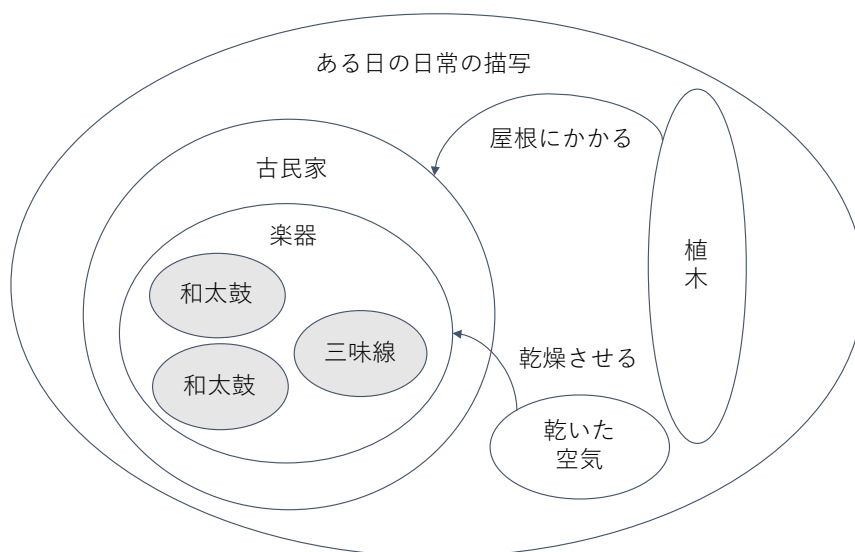 ある日の日常の描写
屋根にかかる
古民家
楽器
植
木
和太鼓
三味線
和太鼓
乾燥させる
乾いた
空気